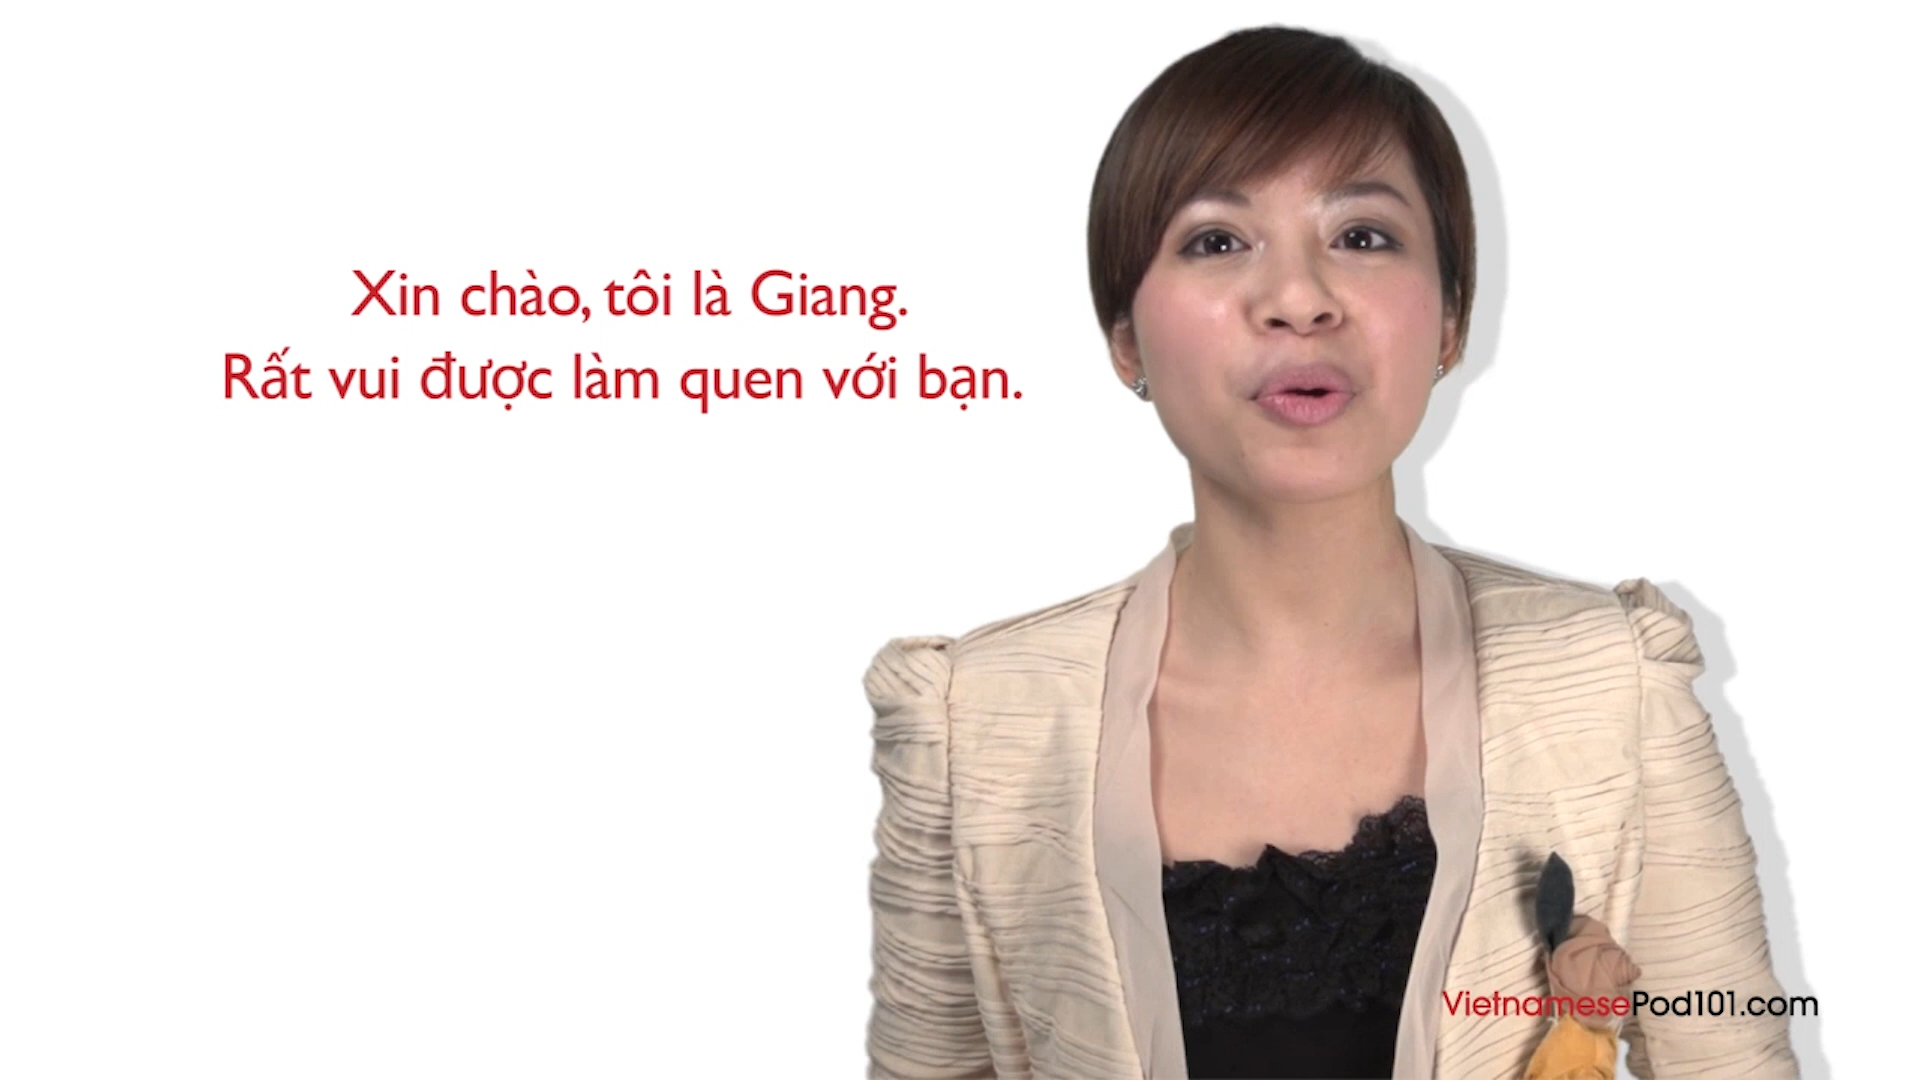 Xin chào, tôi là Giang.
Rất vui được làm quen với bạn.
VietnamesePod101.com